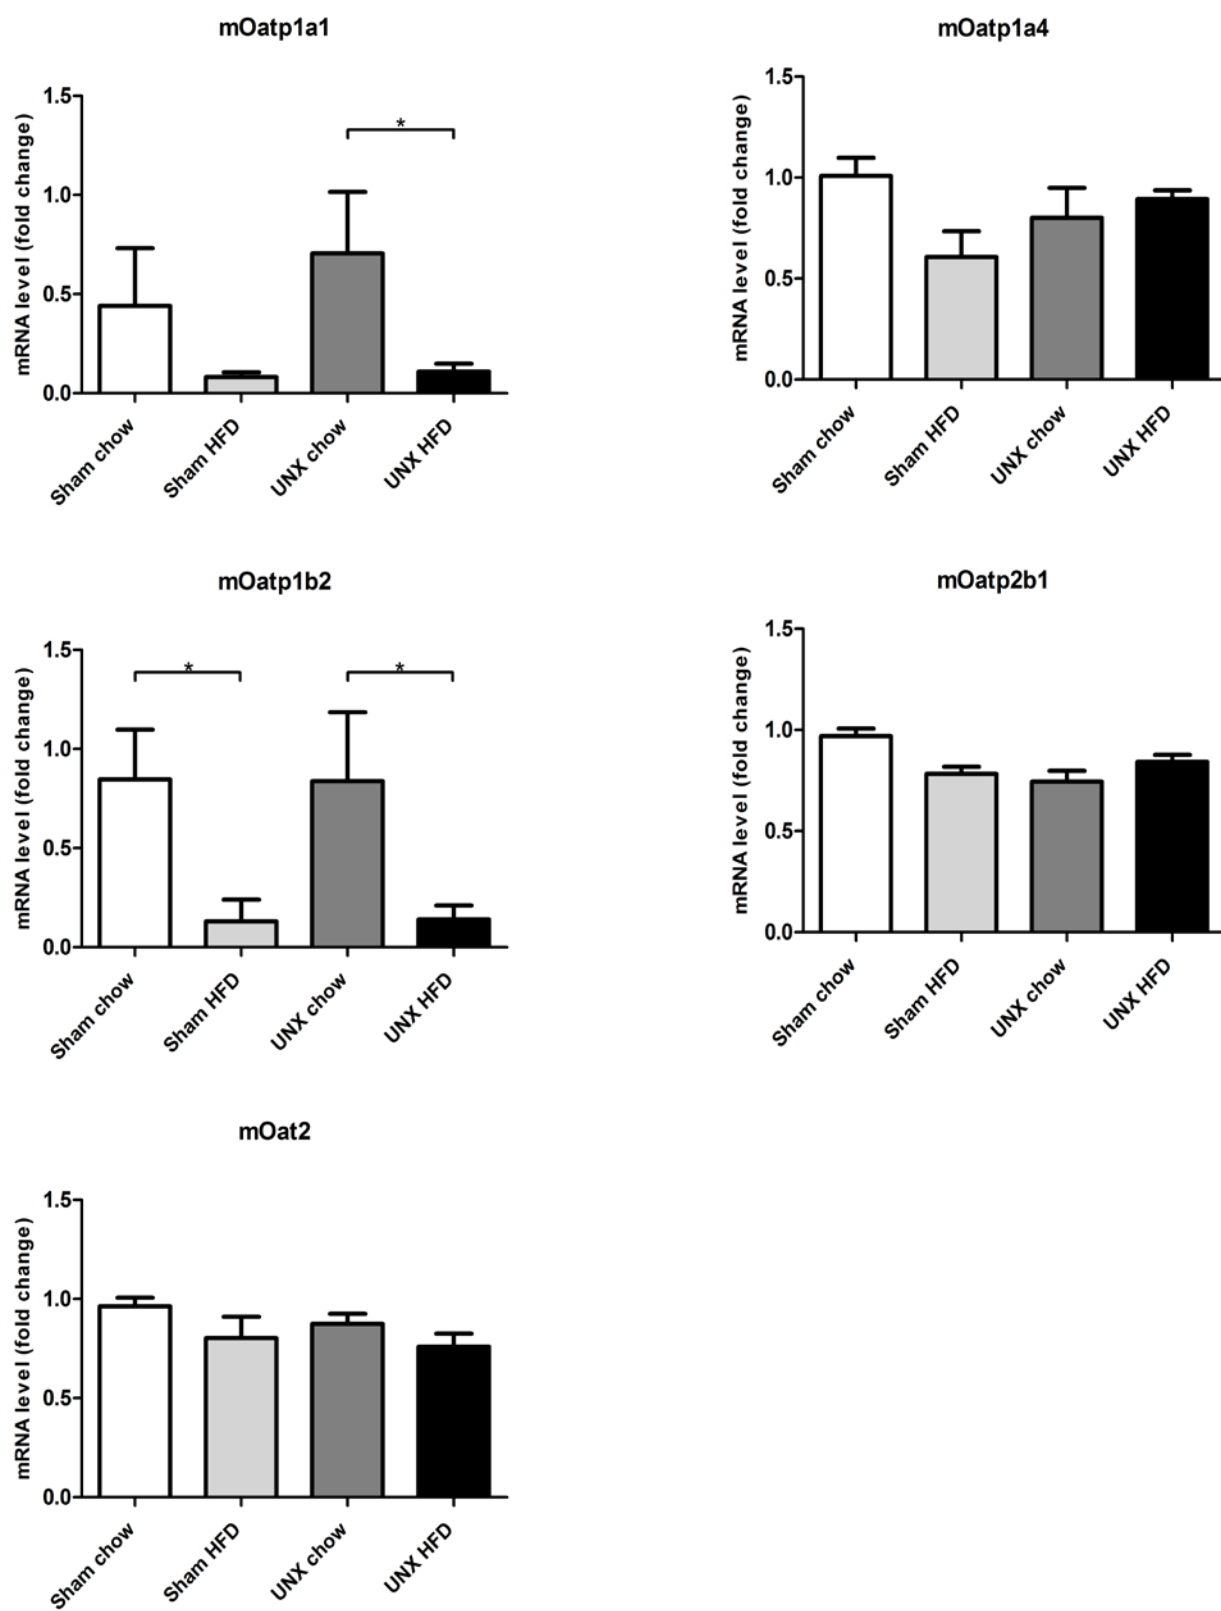 mOatp1a1
mRNA level (fold change)
1.5
1.0
0.5
0.0
*
Sham chow
Sham HFD
UNX chow
UNX HFD
mOatp1a4
mRNA level (fold change)
1.5
1.0
0.5
0.0
Sham chow
Sham HFD
UNX chow
UNX HFD
mOatp1b2
mRNA level (fold change)
1.5
1.0
0.5
0.0
*
*
Sham chow
Sham HFD
UNX chow
UNX HFD
mOatp2b1
mRNA level (fold change)
1.5
1.0
0.5
0.0
Sham chow
Sham HFD
UNX chow
UNX HFD
mOat2
mRNA level (fold change)
1.5
1.0
0.5
0.0
Sham chow
Sham HFD
UNX chow
UNX HFD